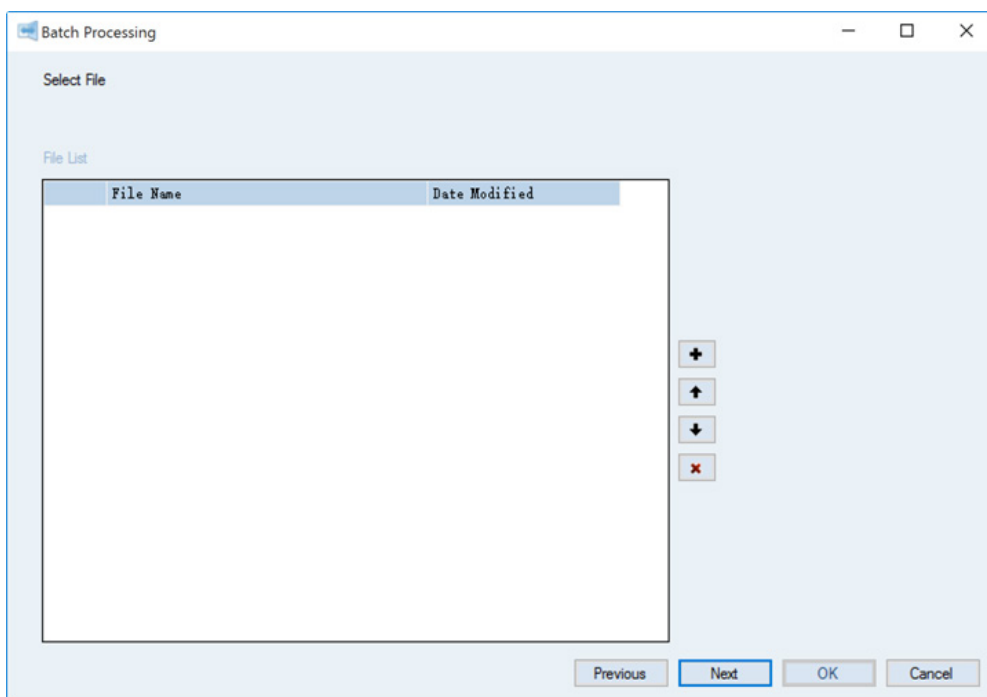 Batch Processing
Select File
File List
File Name Date Modified
Previous Next OK Cancel